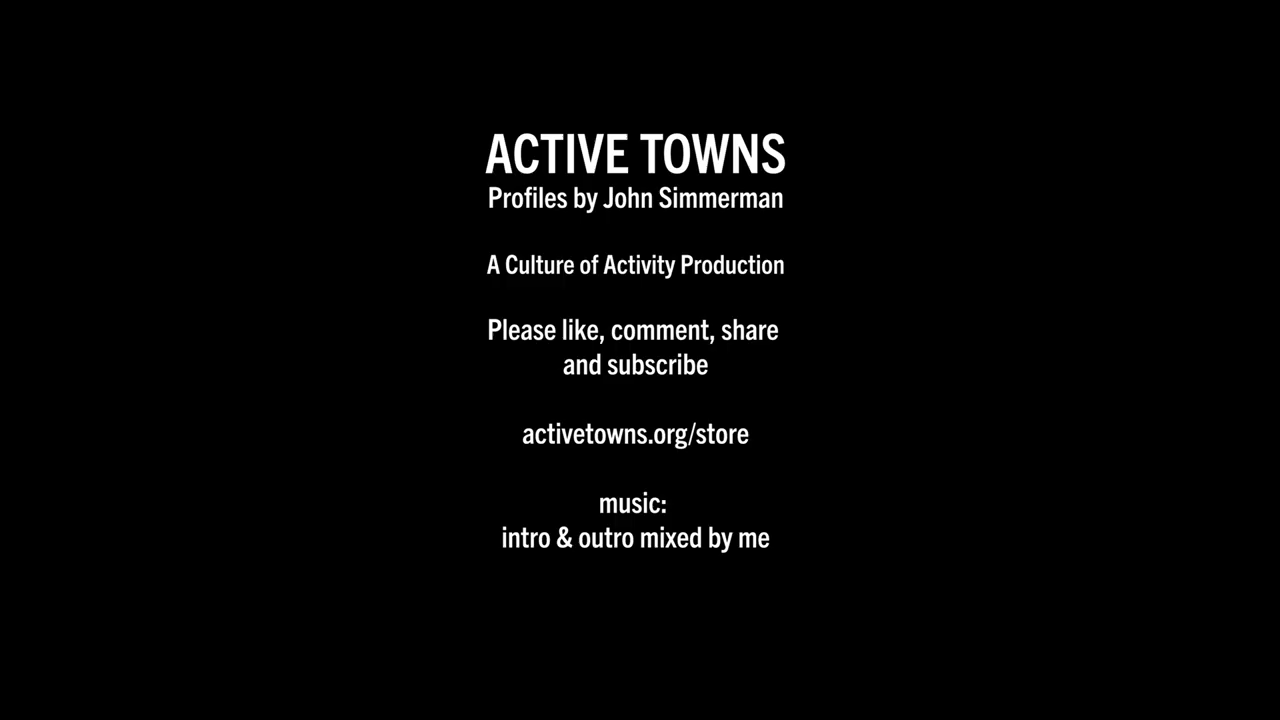 ACTIVE TOWNS
Profiles by John Simmerman
A Culture of Activity Production
Please like, comment, share
and subscribe
activetowns.org/store
music:
intro & outro mixed by me